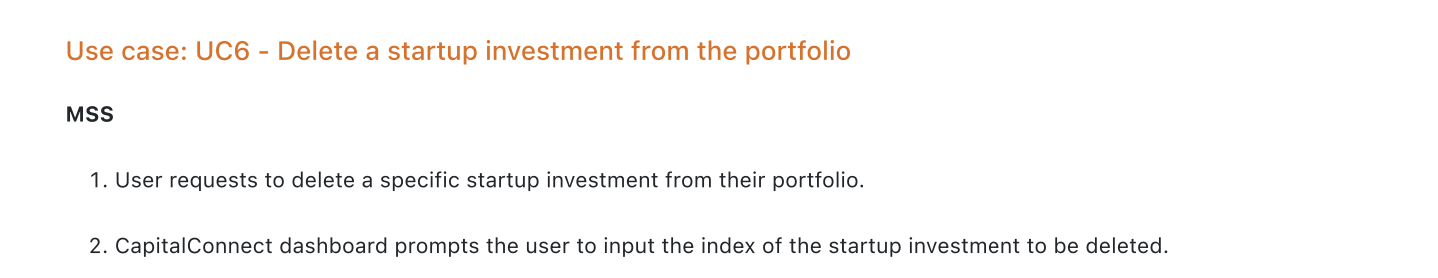 Use case: UC6 - Delete a startup investment from the portfolio
MSS
1. User requests to delete a specific startup investment from their portfolio.
2. CapitalConnect dashboard prompts the user to input the index of the startup investment to be deleted.